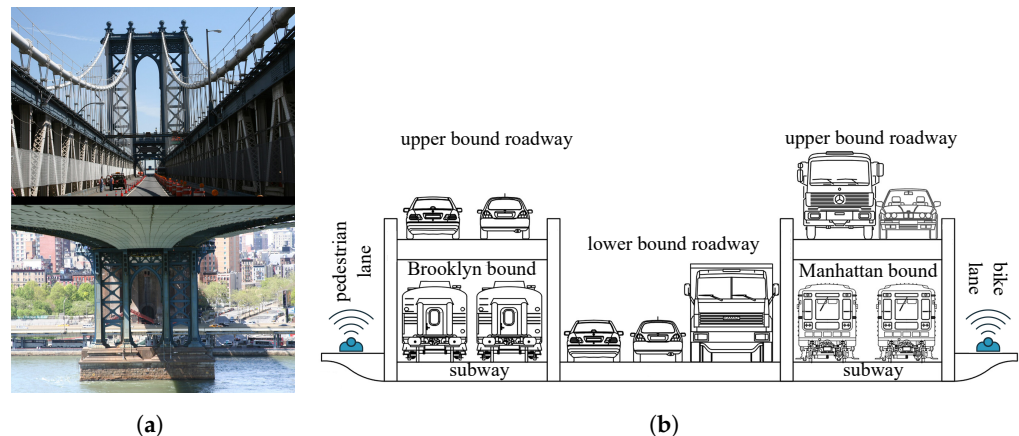 upper bound roadway
upper bound roadway
pedestrian
lane
Brooklyn bound
lower bound roadway
Manhattan bound
lane
bike
subway
subway
(a)
(b)